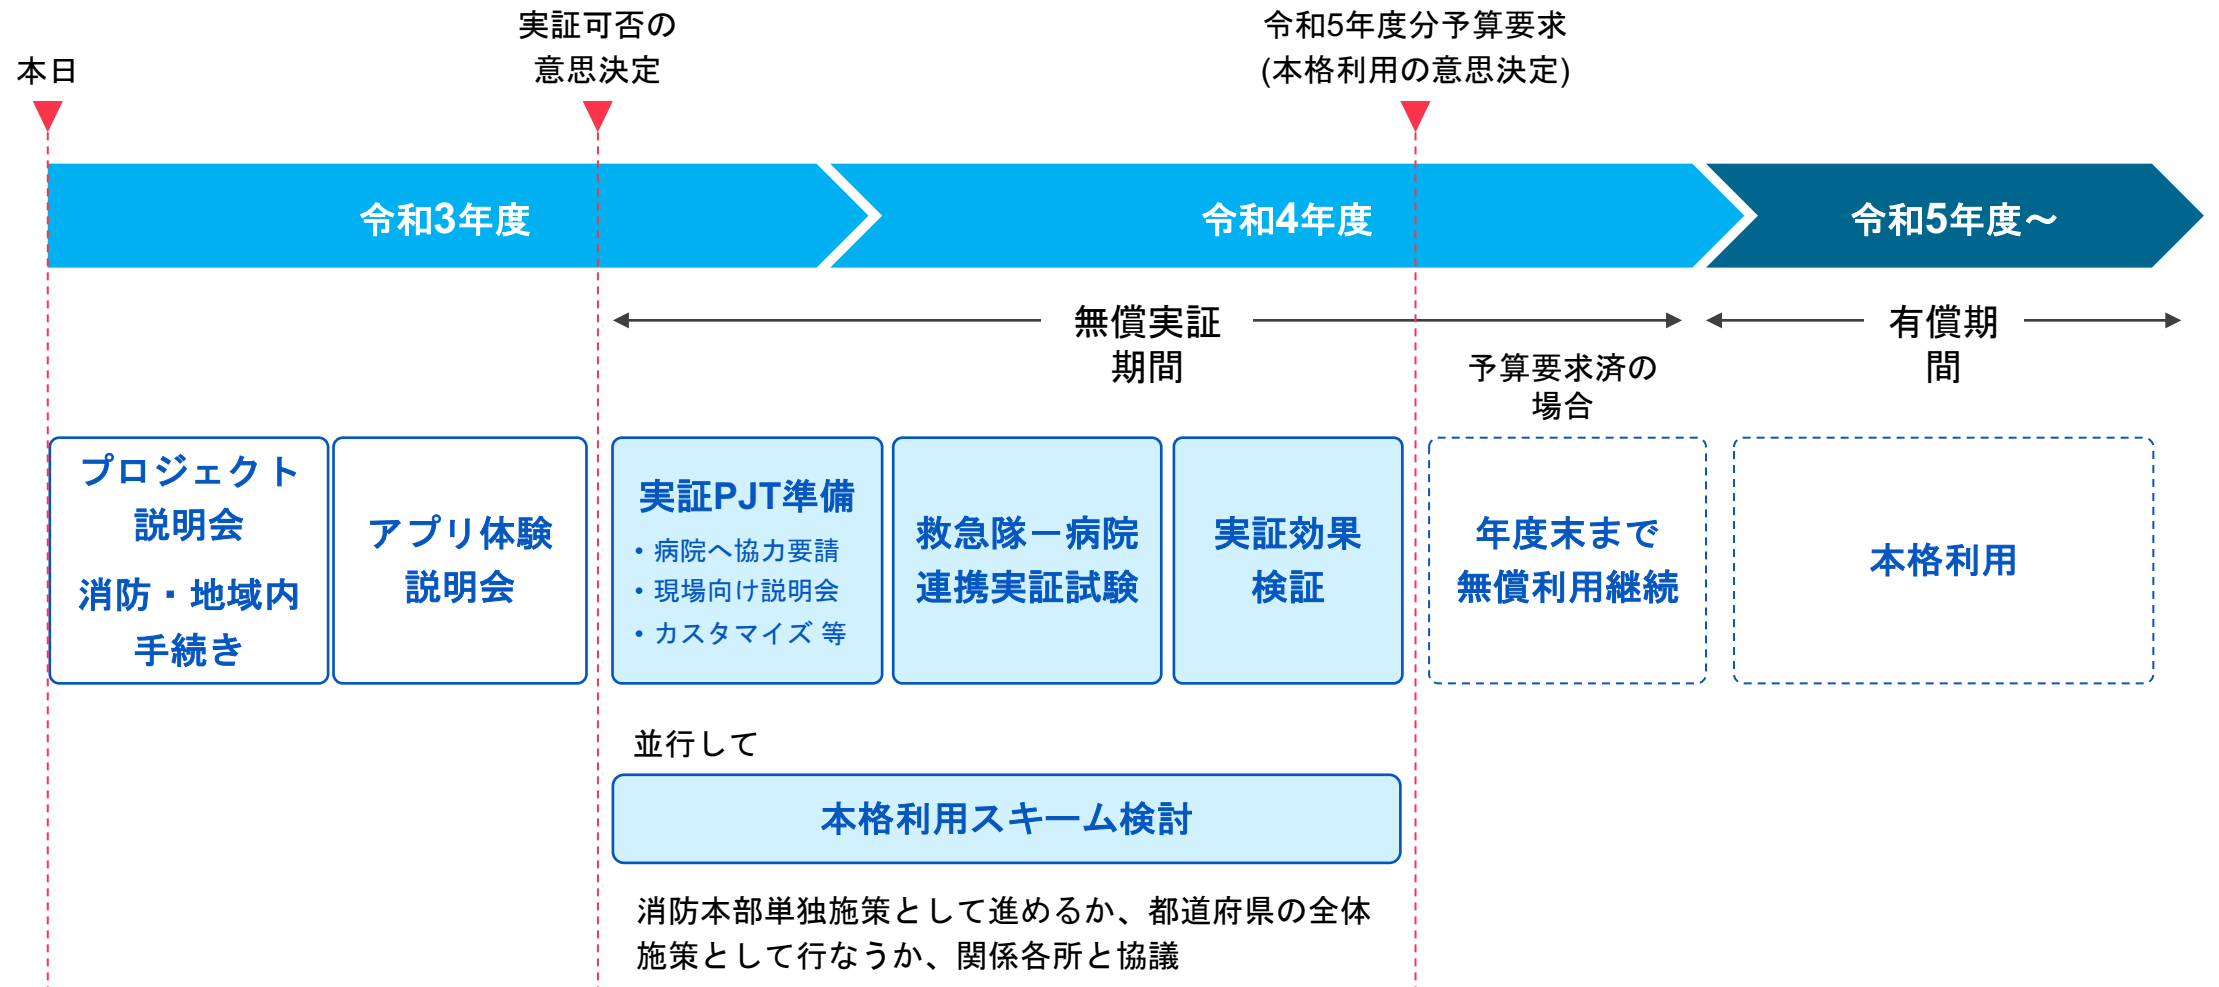 本日
実証可否の
意思決定
令和5年度分予算要求
(本格利用の意思決定)
令和3年度
令和4年度
令和5年度～
無償実証
期間
有償期
間
予算要求済の
場合
プロジェクト
説明会
消防・地域内
手続き
アプリ体験
説明会
実証PJT準備
• 病院へ協力要請
• 現場向け説明会
• カスタマイズ 等
救急隊－病院
連携実証試験
実証効果
検証
年度末まで
無償利用継続
本格利用
並行して
本格利用スキーム検討
消防本部単独施策として進めるか、都道府県の全体
施策として行なうか、関係各所と協議